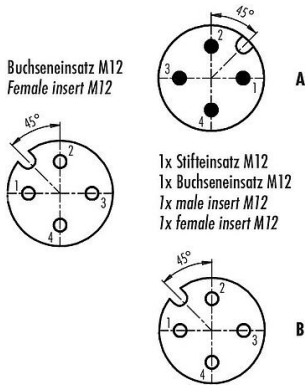 Buchseneinsatz M12
Female insert M12
45°
1
2
3
4
45°
2
3
1
4
A
1x Stifteinsatz M12
1x Buchseneinsatz M12
1x male insert M12
1x female insert M12
45°
1
2
3
4
B